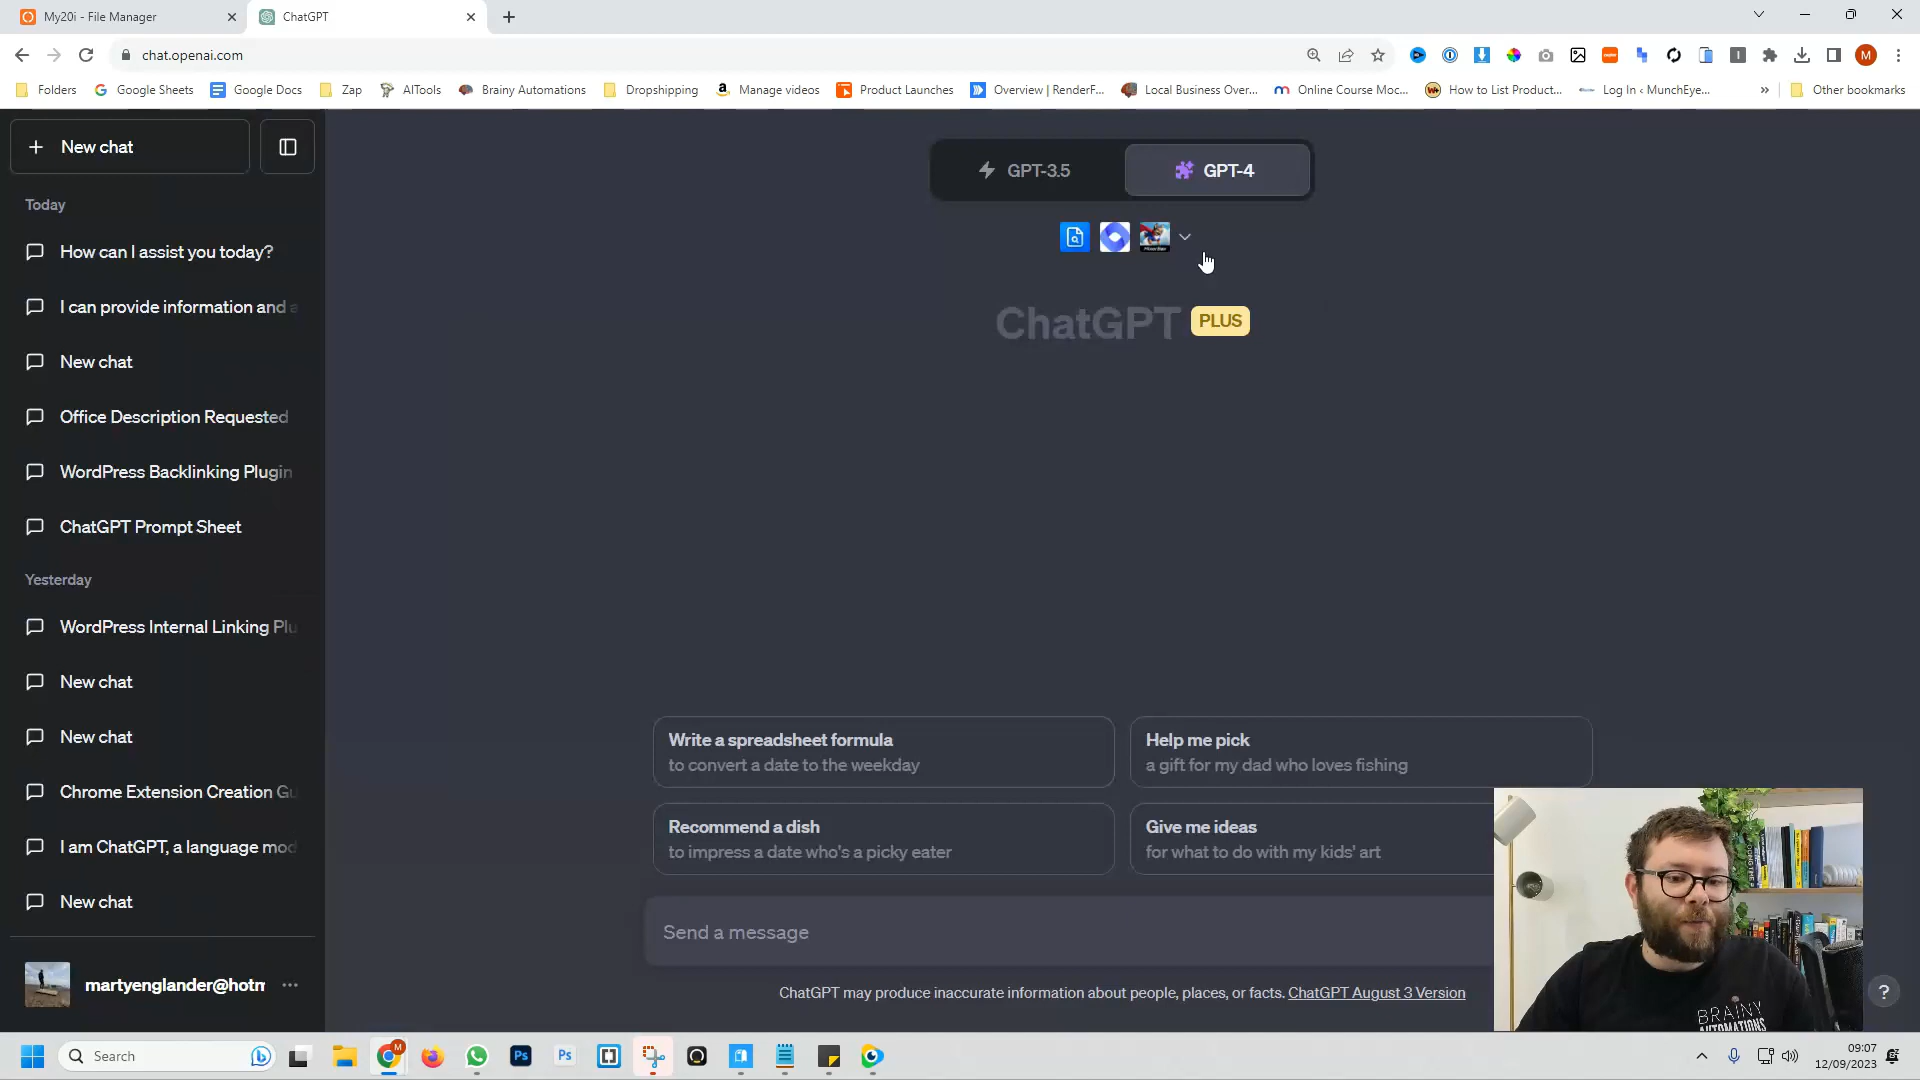 My20i - File Manager
ChatGPT
chat.openai.com
M
Folders
Google Sheets
Google Docs
Zap
AITools
Brainy Automations
Dropshipping
Manage videos
Product Launches
Overview | RenderF...
Local Business Over...
Online Course Moc...
How to List Product...
Log In ‹ MunchEye...
»
Other bookmarks
New chat
Today
How can I assist you today?
I can provide information and a
New chat
Office Description Requested
WordPress Backlinking Plugin
ChatGPT Prompt Sheet
Yesterday
WordPress Internal Linking Plu
New chat
New chat
Chrome Extension Creation Gu
I am ChatGPT, a language mod
New chat
martyenglander@hotm
GPT-3.5
GPT-4
ChatGPT PLUS
Write a spreadsheet formula
to convert a date to the weekday
Help me pick
a gift for my dad who loves fishing
Recommend a dish
to impress a date who's a picky eater
Give me ideas
for what to do with my kids' art
Send a message
ChatGPT may produce inaccurate information about people, places, or facts. ChatGPT August 3 Version
BRAINY
AUTOMATIONS
?
Search
M
Ps
Ps
09:07
12/09/2023